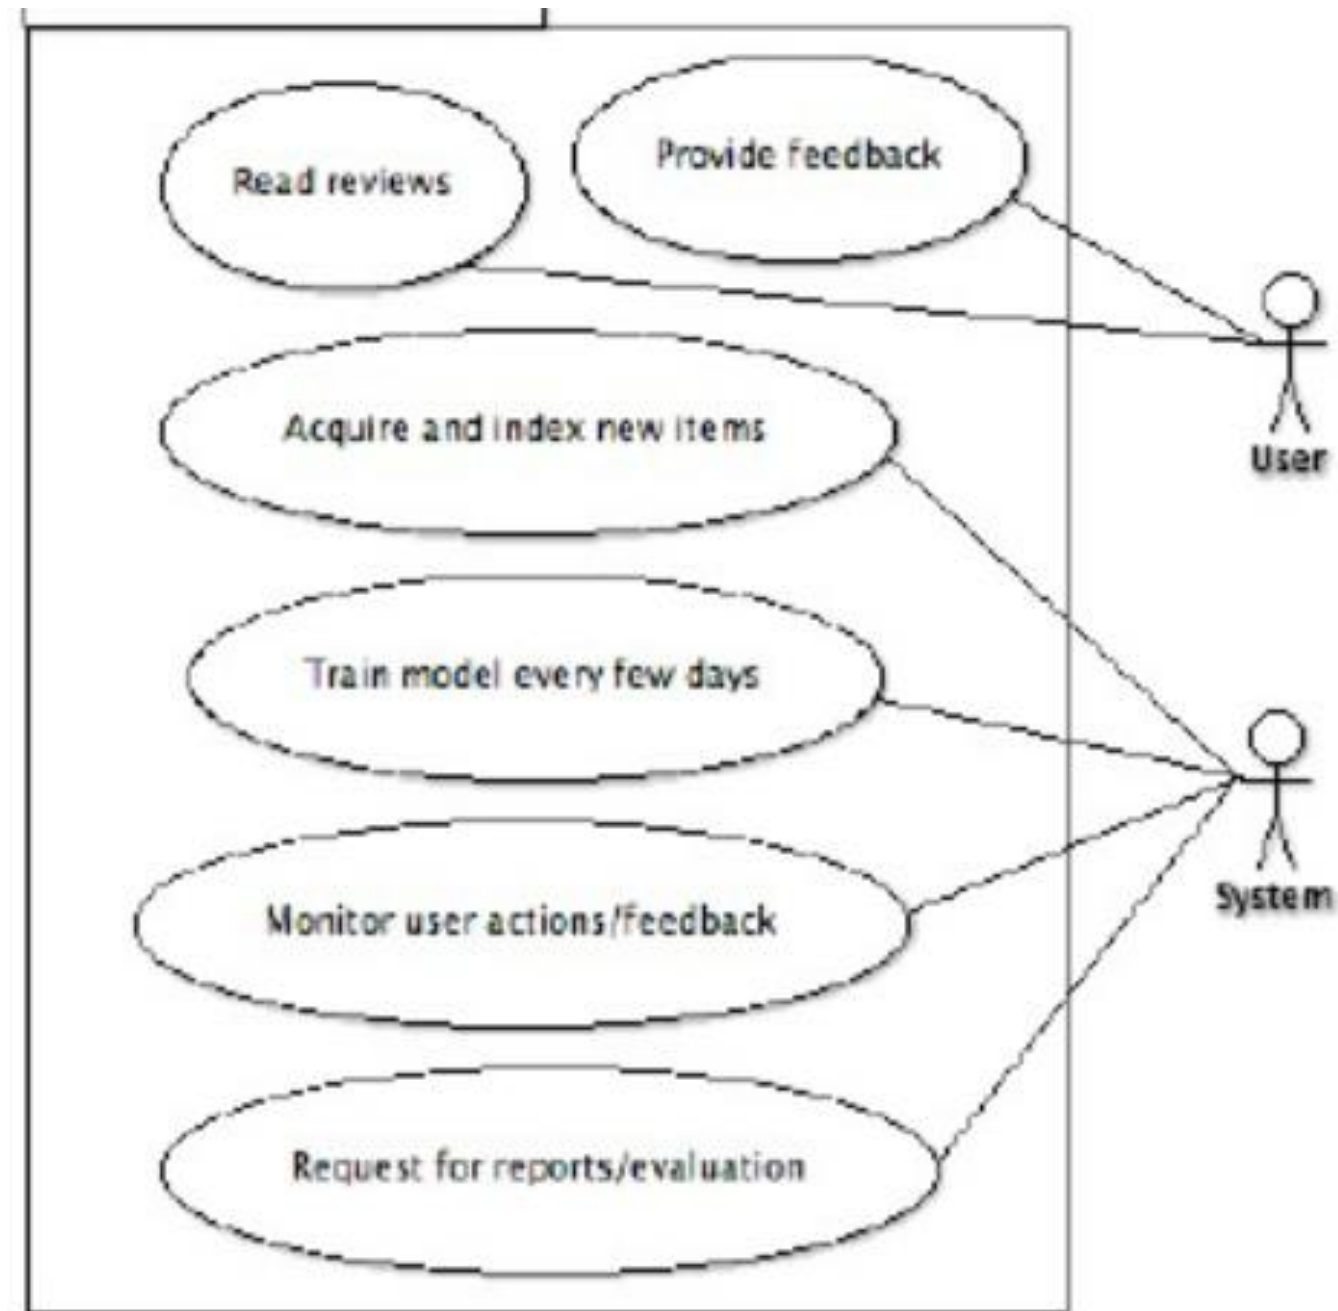 Read reviews
Provide feedback
Acquire and index new items
User
Train model every few days
System
Monitor user actions/feedback
Request for reports/evaluation